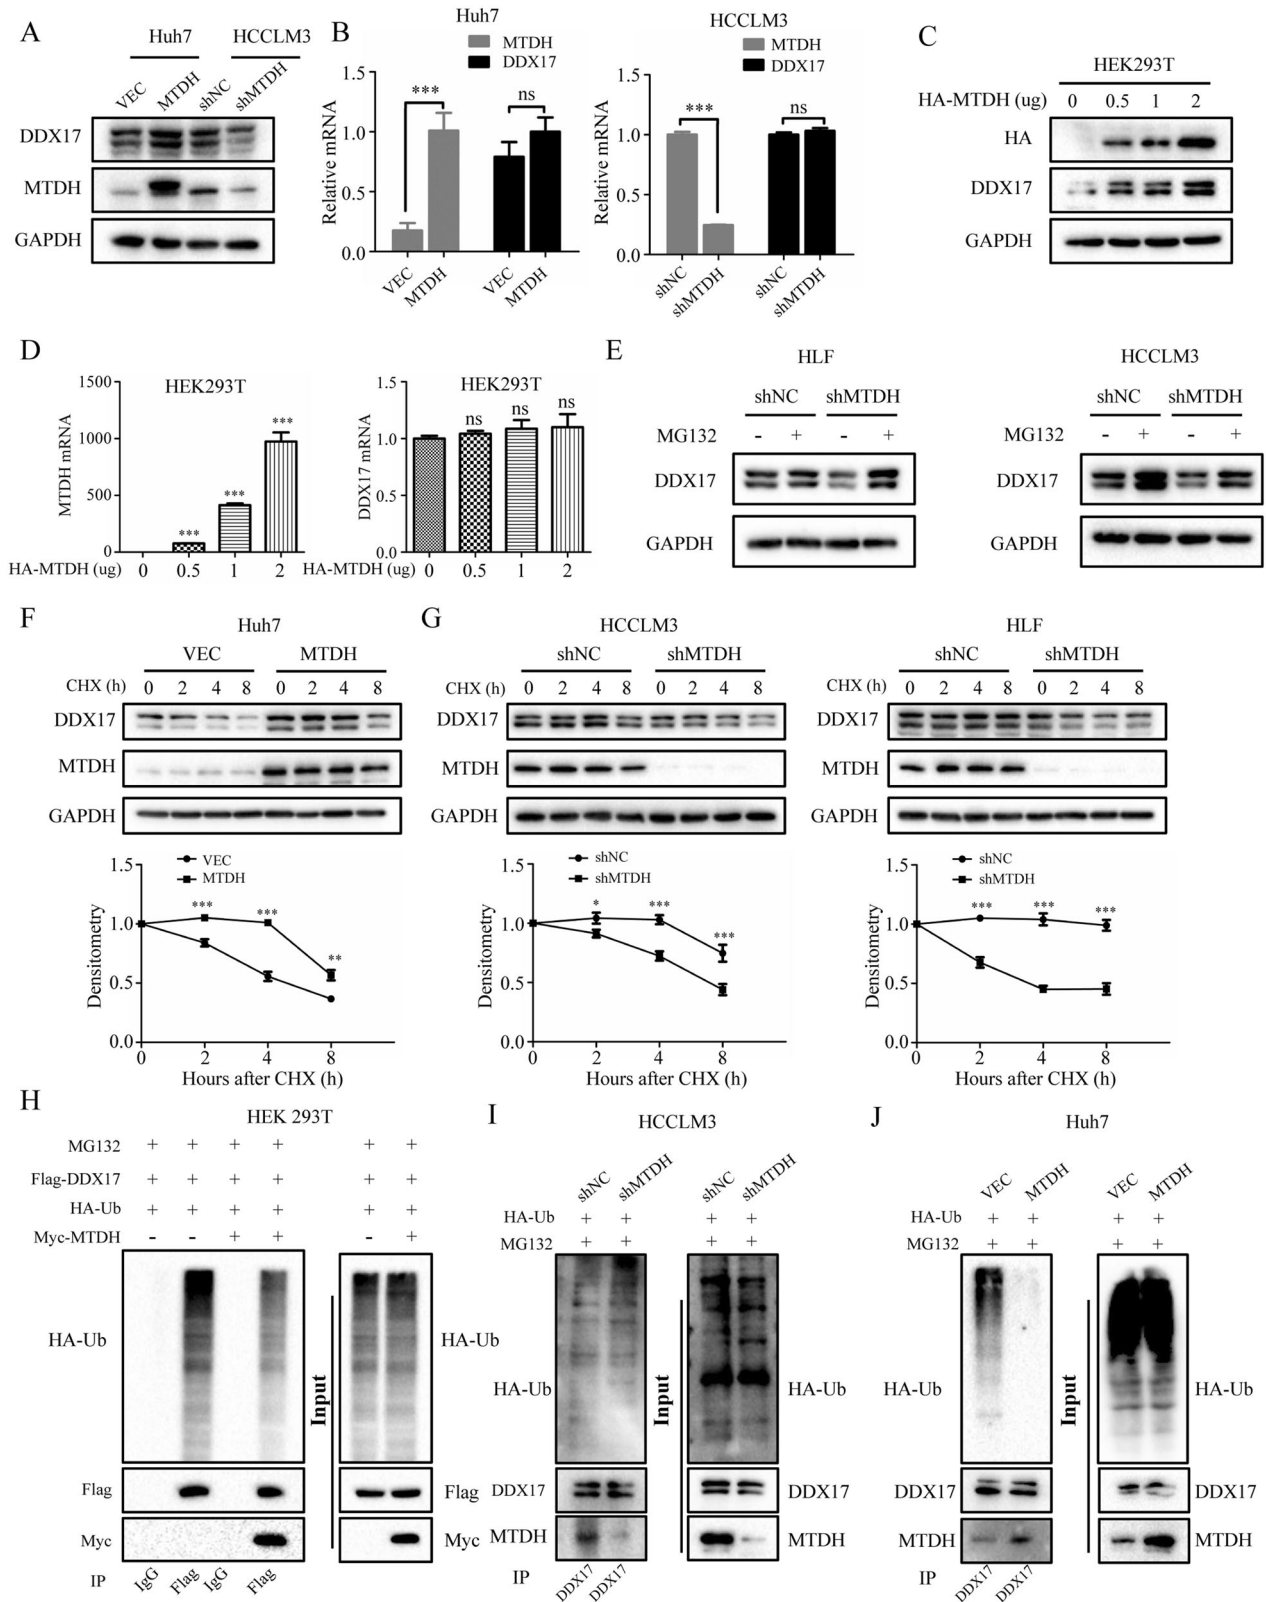 A
Huh7 HCCLM3
VEC MTDH shNC shMTDH
DDX17
MTDH
GAPDH
B
Huh7
MTDH
DDX17
Relative mRNA
1.5
1.0
0.5
0.0
*** ns
VEC MTDH VEC MTDH
HCCLM3
MTDH
DDX17
Relative mRNA
1.5
1.0
0.5
0.0
*** ns
shNC shMTDH shNC shMTDH
C
HEK293T
HA-MTDH (ug) 0 0.5 1 2
HA
DDX17
GAPDH
D
HEK293T
MTDH mRNA
1500
1000
500
0
*** *** ***
HA-MTDH (ug) 0 0.5 1 2
HEK293T
DDX17 mRNA
1.5
1.0
0.5
0.0
ns ns ns
HA-MTDH (ug) 0 0.5 1 2
E
HLF
shNC shMTDH
MG132 - + - +
DDX17
GAPDH
HCCLM3
shNC shMTDH
MG132 - + - +
DDX17
GAPDH
F
Huh7
VEC MTDH
CHX (h) 0 2 4 8 0 2 4 8
DDX17
MTDH
GAPDH
VEC
MTDH
Densitometry
1.5
1.0
0.5
0.0
*** *** **
0 2 4 8
Hours after CHX (h)
G
HCCLM3
shNC shMTDH
CHX (h) 0 2 4 8 0 2 4 8
DDX17
MTDH
GAPDH
shNC
shMTDH
Densitometry
1.5
1.0
0.5
0.0
* *** ***
0 2 4 8
Hours after CHX (h)
HLF
shNC shMTDH
CHX (h) 0 2 4 8 0 2 4 8
DDX17
MTDH
GAPDH
shNC
shMTDH
Densitometry
1.5
1.0
0.5
0.0
*** *** ***
0 2 4 8
Hours after CHX (h)
H
HEK 293T
MG132 + + + + + +
Flag-DDX17 + + + + + +
HA-Ub + + + + + +
Myc-MTDH - - + + - +
HA-Ub Input HA-Ub
Flag Flag
Myc Myc
IP IgG Flag IgG Flag
I
HCCLM3
shNC shMTDH shNC shMTDH
HA-Ub + + + +
MG132 + + + +
HA-Ub Input HA-Ub
DDX17 DDX17
MTDH MTDH
IP DDX17 DDX17
J
Huh7
VEC MTDH VEC MTDH
HA-Ub + + + +
MG132 + + + +
HA-Ub Input HA-Ub
DDX17 DDX17
MTDH MTDH
IP DDX17 DDX17